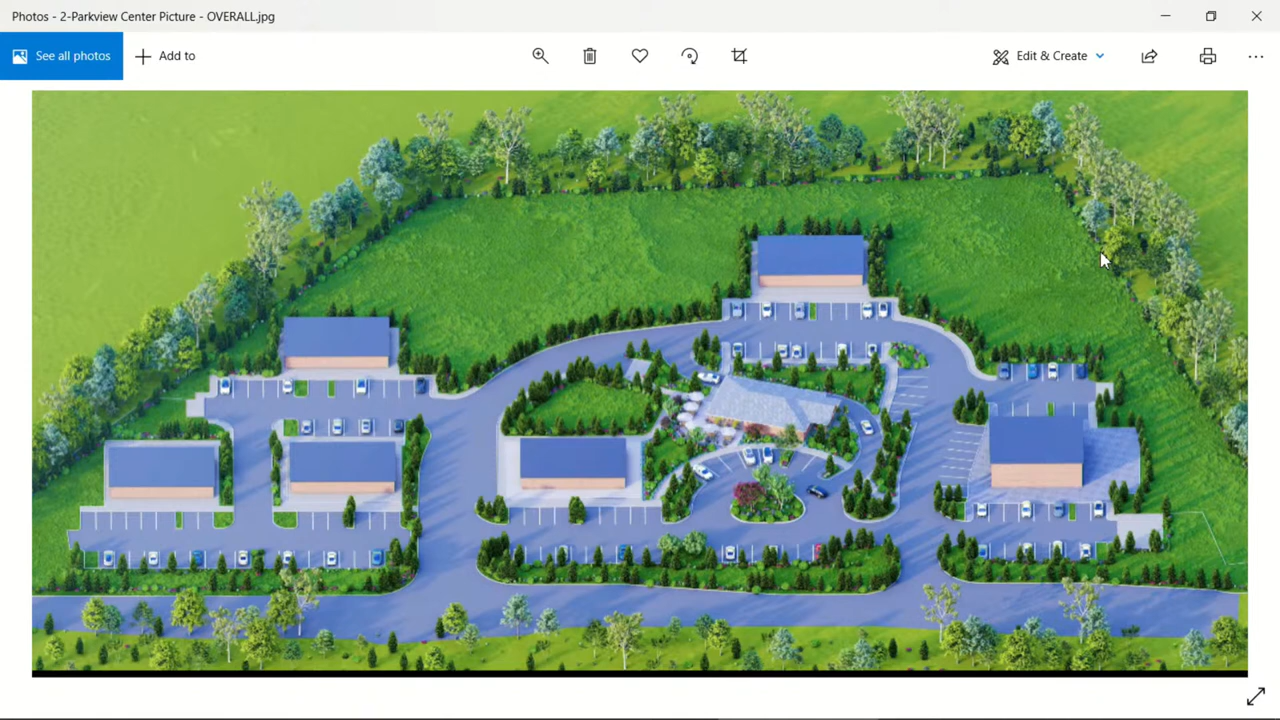 Photos - 2-Parkview Center Picture - OVERALL.jpg
See all photos
Add to
Edit & Create